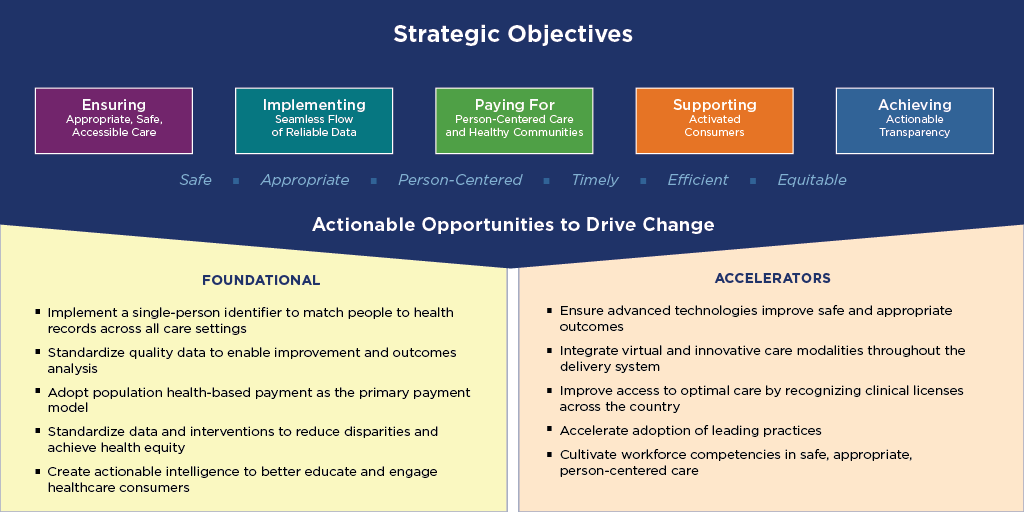 Strategic Objectives
Ensuring
Appropriate, Safe,
Accessible Care
Implementing
Seamless Flow
of Reliable Data
Paying For
Person-Centered Care
and Healthy Communities
Supporting
Activated
Consumers
Achieving
Actionable
Transparency
Safe ▪ Appropriate ▪ Person-Centered ▪ Timely ▪ Efficient ▪ Equitable
Actionable Opportunities to Drive Change
FOUNDATIONAL
▪ Implement a single-person identifier to match people to health
records across all care settings
▪ Standardize quality data to enable improvement and outcomes
analysis
▪ Adopt population health-based payment as the primary payment
model
▪ Standardize data and interventions to reduce disparities and
achieve health equity
▪ Create actionable intelligence to better educate and engage
healthcare consumers
ACCELERATORS
▪ Ensure advanced technologies improve safe and appropriate
outcomes
▪ Integrate virtual and innovative care modalities throughout the
delivery system
▪ Improve access to optimal care by recognizing clinical licenses
across the country
▪ Accelerate adoption of leading practices
▪ Cultivate workforce competencies in safe, appropriate,
person-centered care